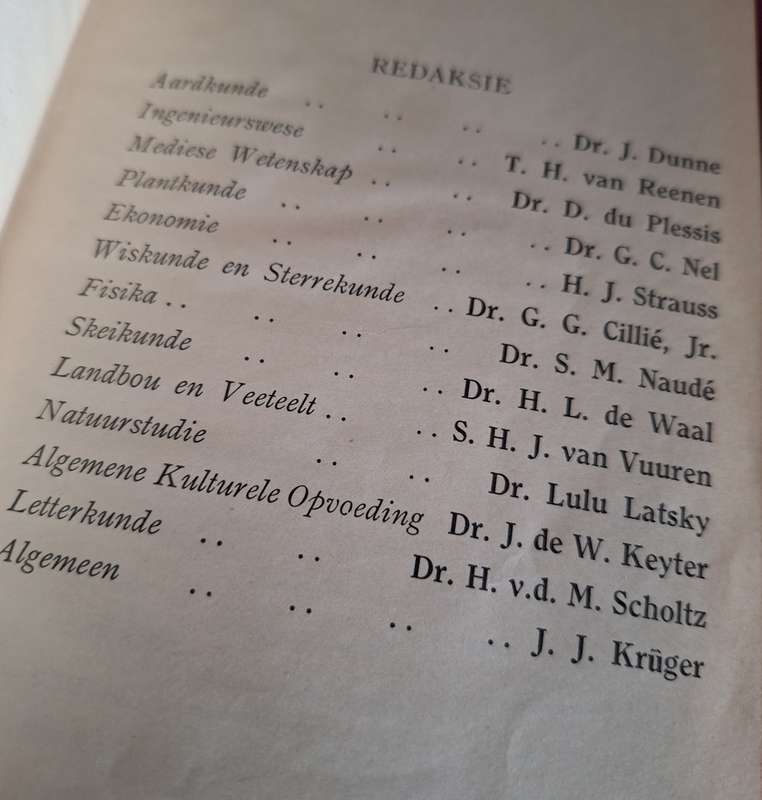 REDAKSIE
Aardkunde .. .. .. .. Dr. J. Dunne
Ingenieurswese .. .. T. H. van Reenen
Mediese Wetenskap .. .. Dr. D. du Plessis
Plantkunde .. .. .. .. Dr. G. C. Nel
Ekonomie .. .. .. .. H. J. Strauss
Wiskunde en Sterrekunde .. Dr. G. G. Cillié, Jr.
Fisika .. .. .. .. Dr. S. M. Naudé
Skeikunde .. .. .. Dr. H. L. de Waal
Landbou en Veeteelt .. .. S. H. J. van Vuuren
Natuurstudie .. .. Dr. Lulu Latsky
Algemene Kulturele Opvoeding Dr. J. de W. Keyter
Letterkunde .. .. Dr. H. v.d. M. Scholtz
Algemeen .. .. .. .. J. J. Krüger